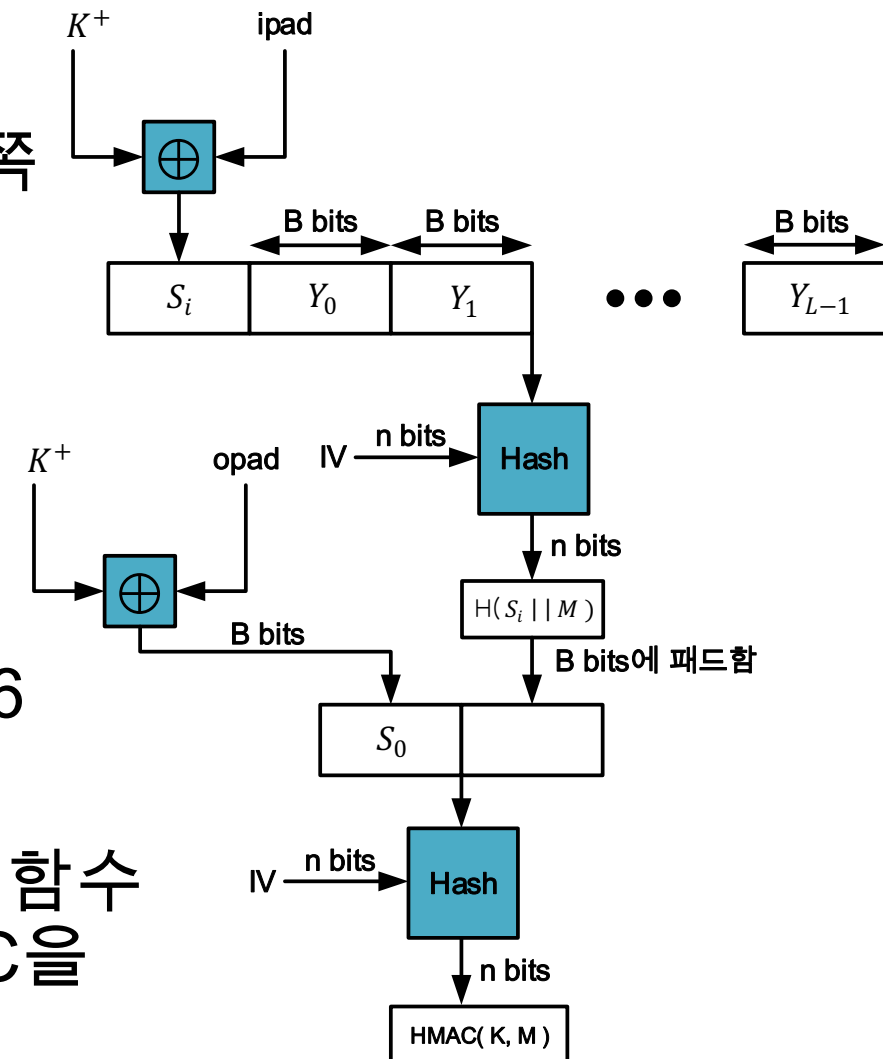 K⁺ ipad
쪽
⊕
B bits B bits B bits
Sᵢ Y₀ Y₁ ••• Y_{L−1}
n bits
K⁺ opad IV Hash
n bits
⊕
H( Sᵢ || M )
B bits
B bits에 패드함
6
S₀
함수
n bits
IV Hash
C을
n bits
HMAC( K, M )